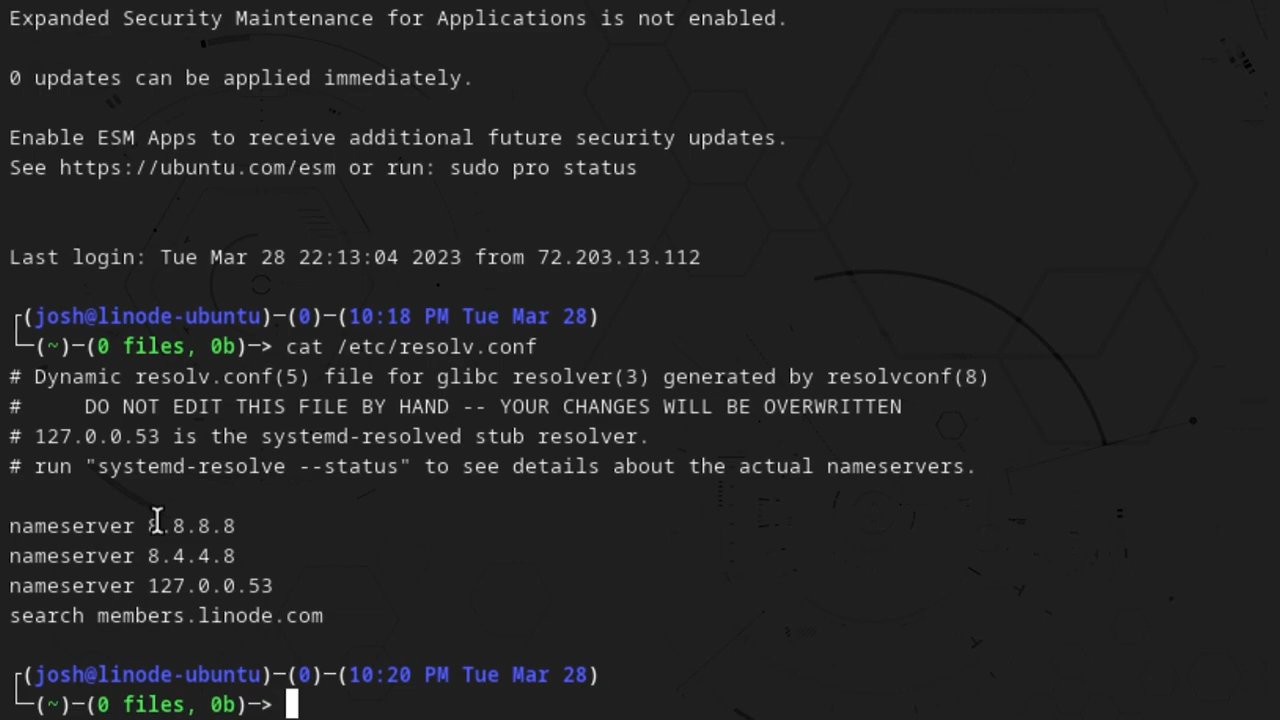 Expanded Security Maintenance for Applications is not enabled.
0 updates can be applied immediately.
Enable ESM Apps to receive additional future security updates.
See https://ubuntu.com/esm or run: sudo pro status
Last login: Tue Mar 28 22:13:04 2023 from 72.203.13.112
┌(josh@linode-ubuntu)─(0)─(10:18 PM Tue Mar 28)
└─(~)─(0 files, 0b)─> cat /etc/resolv.conf
# Dynamic resolv.conf(5) file for glibc resolver(3) generated by resolvconf(8)
#     DO NOT EDIT THIS FILE BY HAND -- YOUR CHANGES WILL BE OVERWRITTEN
# 127.0.0.53 is the systemd-resolved stub resolver.
# run "systemd-resolve --status" to see details about the actual nameservers.
nameserver 8.8.8.8
nameserver 8.4.4.8
nameserver 127.0.0.53
search members.linode.com
┌(josh@linode-ubuntu)─(0)─(10:20 PM Tue Mar 28)
└─(~)─(0 files, 0b)─>